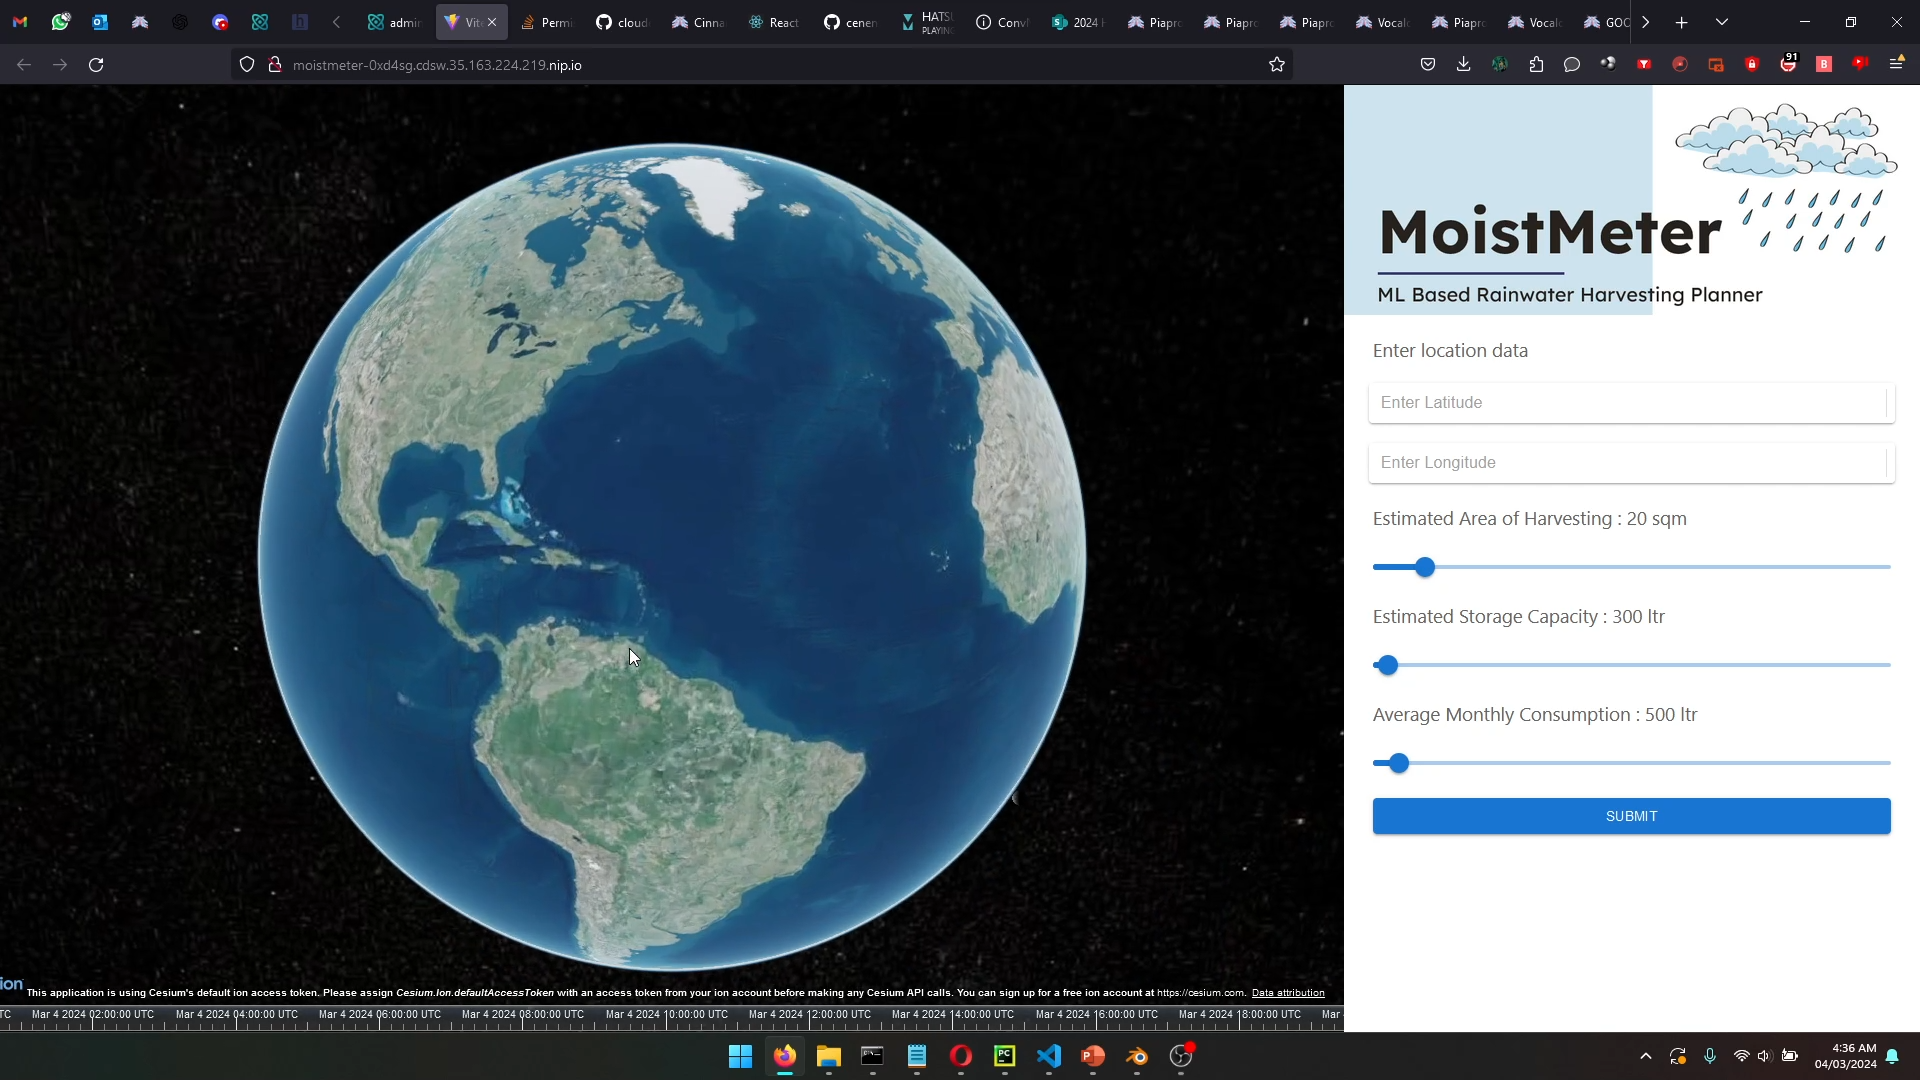 admin
Vite
Permi
cloude
Cinna
React
cenen
HATSU
PLAYING
ConvN
2024 H
Piapro
Piapro
Piapro
Vocalo
Piapro
Vocalo
GOO
moistmeter-0xd4sg.cdsw.35.163.224.219.nip.io
91
MoistMeter
ML Based Rainwater Harvesting Planner
Enter location data
Enter Latitude
Enter Longitude
Estimated Area of Harvesting : 20 sqm
Estimated Storage Capacity : 300 ltr
Average Monthly Consumption : 500 ltr
SUBMIT
ion
This application is using Cesium's default ion access token. Please assign Cesium.Ion.defaultAccessToken with an access token from your ion account before making any Cesium API calls. You can sign up for a free ion account at https://cesium.com. Data attribution
TC Mar 4 2024 02:00:00 UTC Mar 4 2024 04:00:00 UTC Mar 4 2024 06:00:00 UTC Mar 4 2024 08:00:00 UTC Mar 4 2024 10:00:00 UTC Mar 4 2024 12:00:00 UTC Mar 4 2024 14:00:00 UTC Mar 4 2024 16:00:00 UTC Mar 4 2024 18:00:00 UTC Mar
4:36 AM
04/03/2024